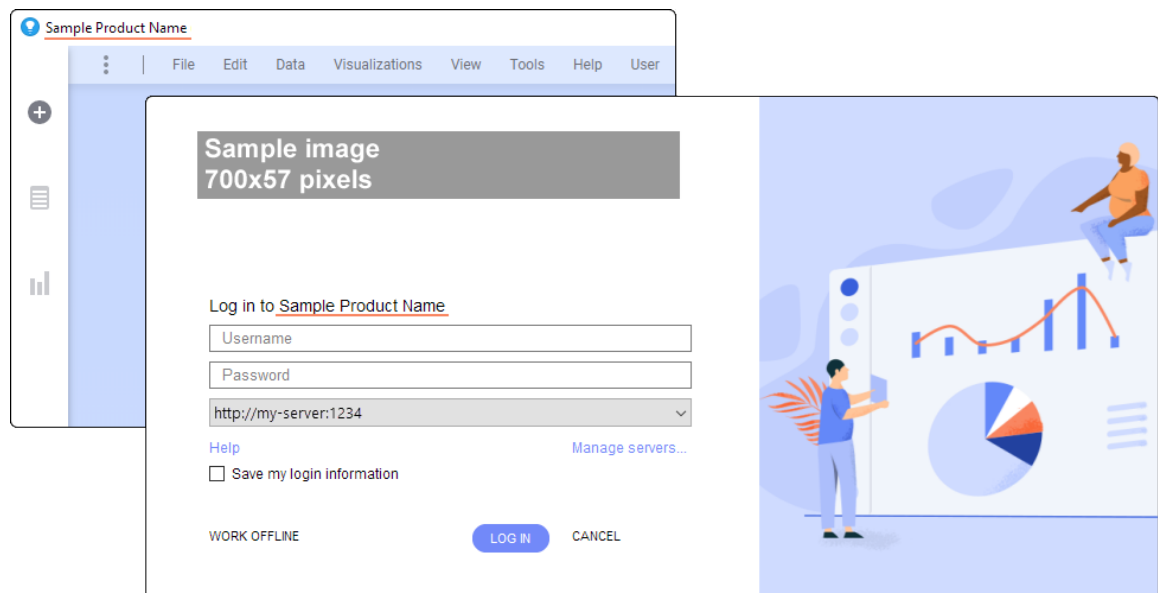 Sample Product Name
File Edit Data Visualizations View Tools Help User
Sample image
700x57 pixels
Log in to Sample Product Name
Username
Password
http://my-server:1234
Help Manage servers...
Save my login information
WORK OFFLINE LOG IN CANCEL